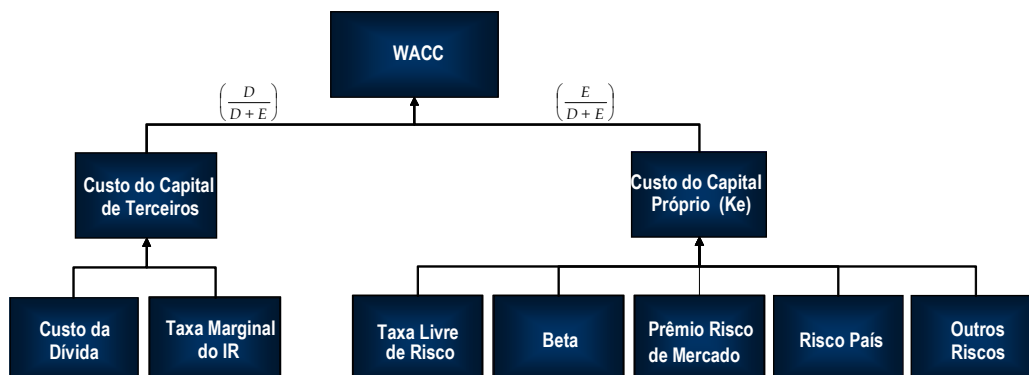 WACC
(D/(D + E))
(E/(D + E))
Custo do Capital
de Terceiros
Custo do Capital
Próprio (Ke)
Custo da
Dívida
Taxa Marginal
do IR
Taxa Livre
de Risco
Beta
Prêmio Risco
de Mercado
Risco País
Outros
Riscos